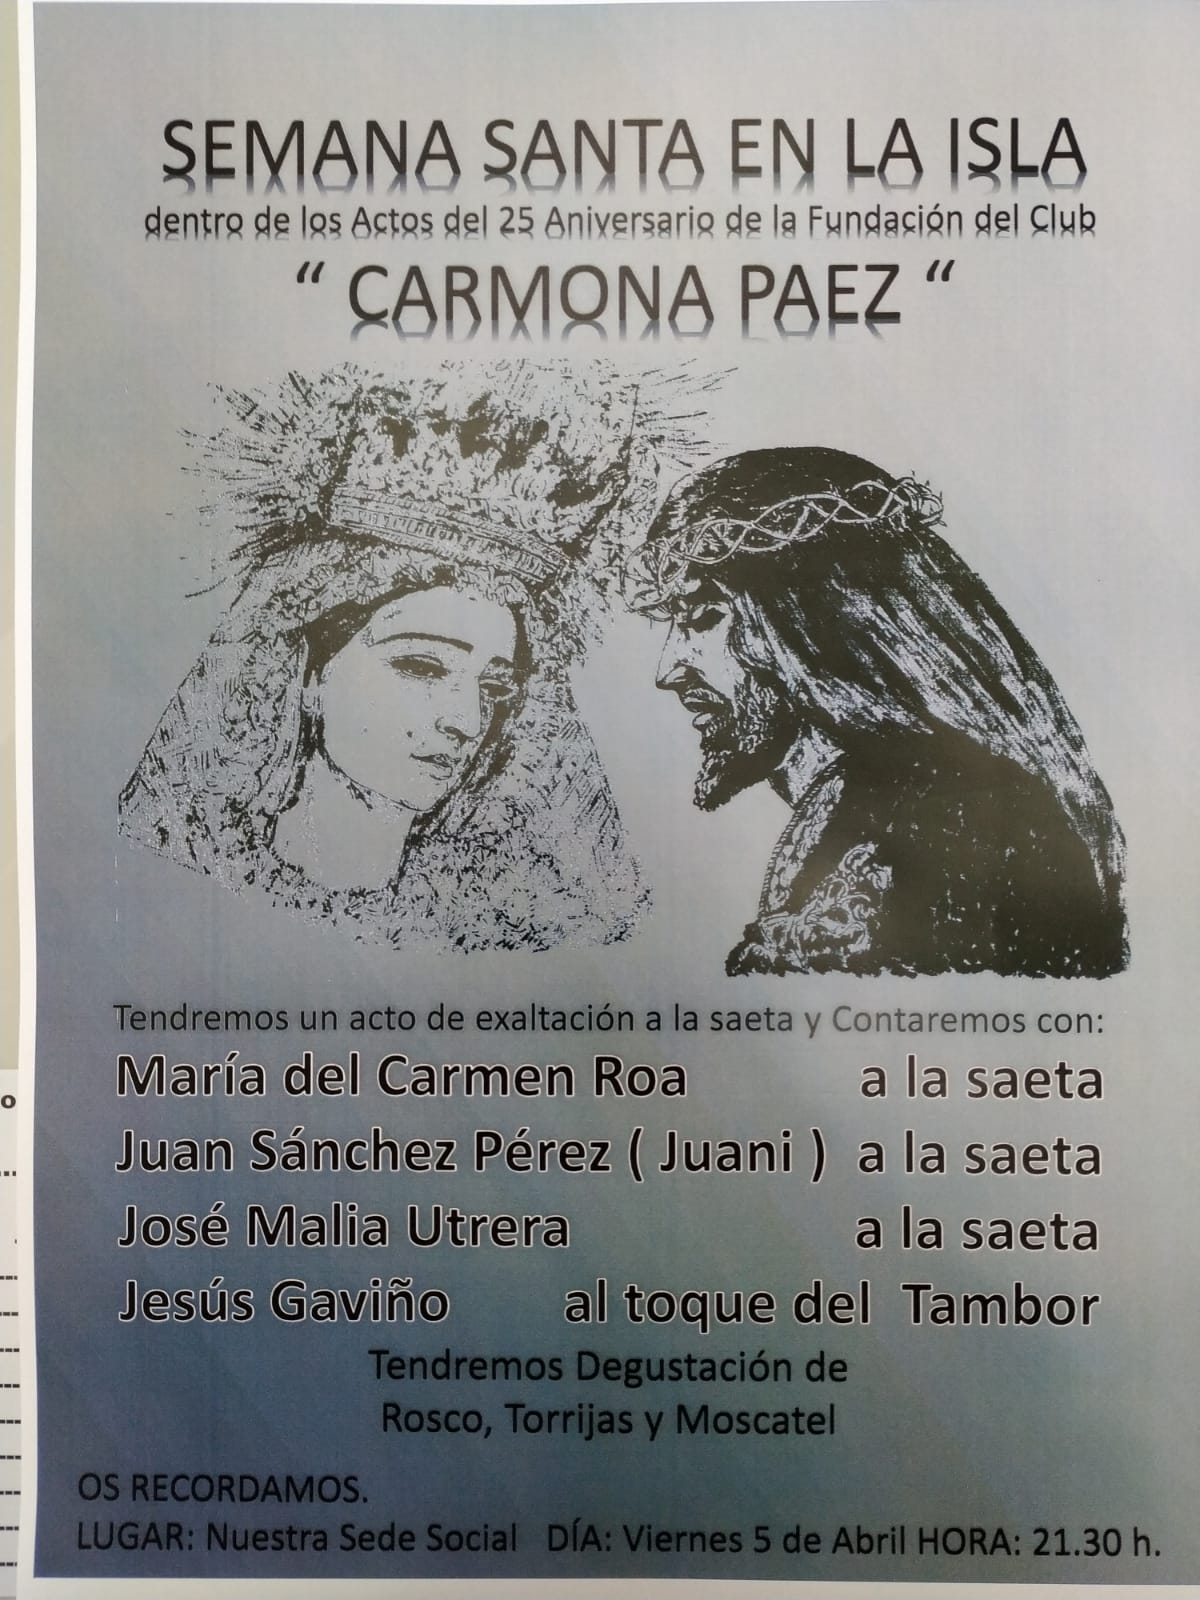 SEMANA SANTA EN LA ISLA
dentro de los Actos del 25 Aniversario de la Fundación del Club
“ CARMONA PAEZ “
Tendremos un acto de exaltación a la saeta y Contaremos con:
María del Carmen Roa a la saeta
Juan Sánchez Pérez ( Juani ) a la saeta
José Malia Utrera a la saeta
Jesús Gaviño al toque del Tambor
Tendremos Degustación de
Rosco, Torrijas y Moscatel
OS RECORDAMOS.
LUGAR: Nuestra Sede Social DÍA: Viernes 5 de Abril HORA: 21.30 h.